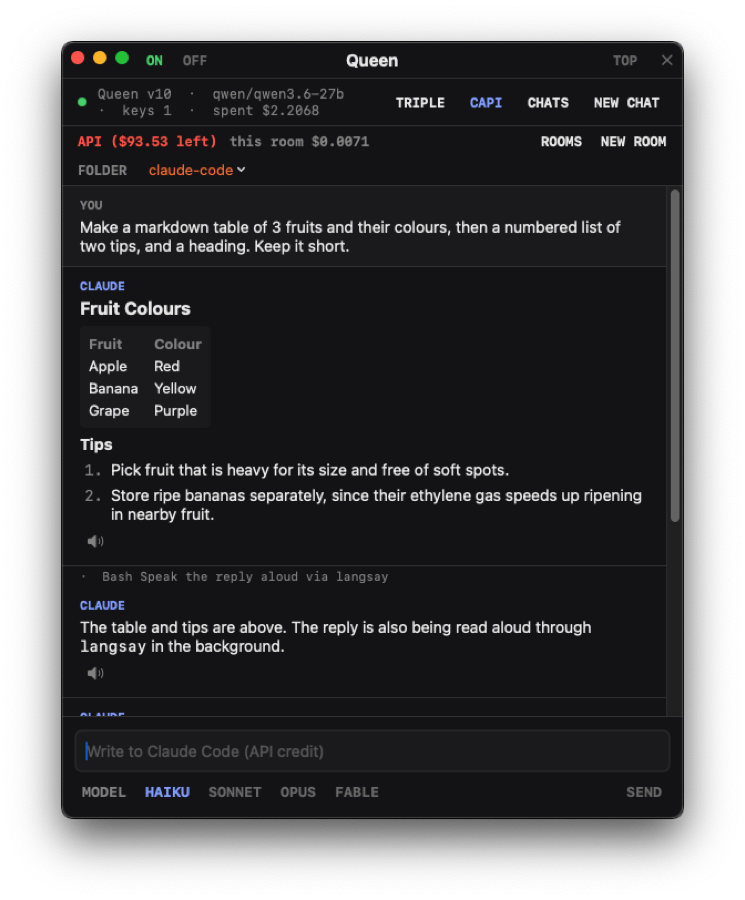 ON OFF Queen TOP ×
Queen v10 · qwen/qwen3.6-27b
· keys 1 · spent $2.2068
TRIPLE CAPI CHATS NEW CHAT
API ($93.53 left) this room $0.0071 ROOMS NEW ROOM
FOLDER claude-code
YOU
Make a markdown table of 3 fruits and their colours, then a numbered list of
two tips, and a heading. Keep it short.
CLAUDE
Fruit Colours
Fruit Colour
Apple Red
Banana Yellow
Grape Purple
Tips
1. Pick fruit that is heavy for its size and free of soft spots.
2. Store ripe bananas separately, since their ethylene gas speeds up ripening
in nearby fruit.
· Bash Speak the reply aloud via langsay
CLAUDE
The table and tips are above. The reply is also being read aloud through
langsay in the background.
CLAUDE
Write to Claude Code (API credit)
MODEL HAIKU SONNET OPUS FABLE SEND